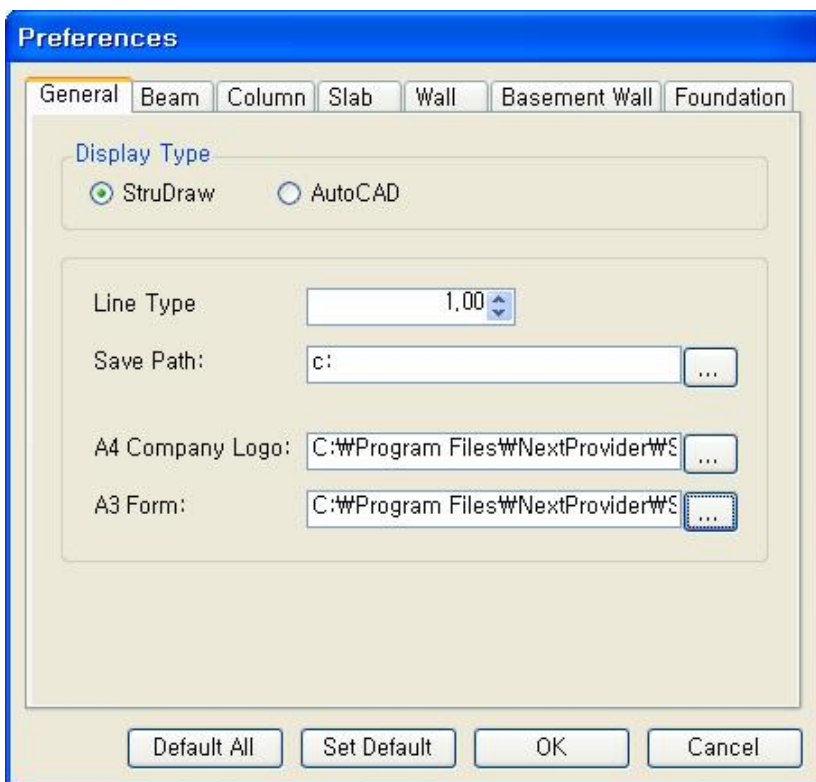 Preferences
General Beam Column Slab Wall Basement Wall Foundation
Display Type
StruDraw AutoCAD
Line Type 1,00
Save Path: c:
...
A4 Company Logo: C:₩Program Files₩NextProvider₩S
...
A3 Form: C:₩Program Files₩NextProvider₩S
...
Default All Set Default OK Cancel